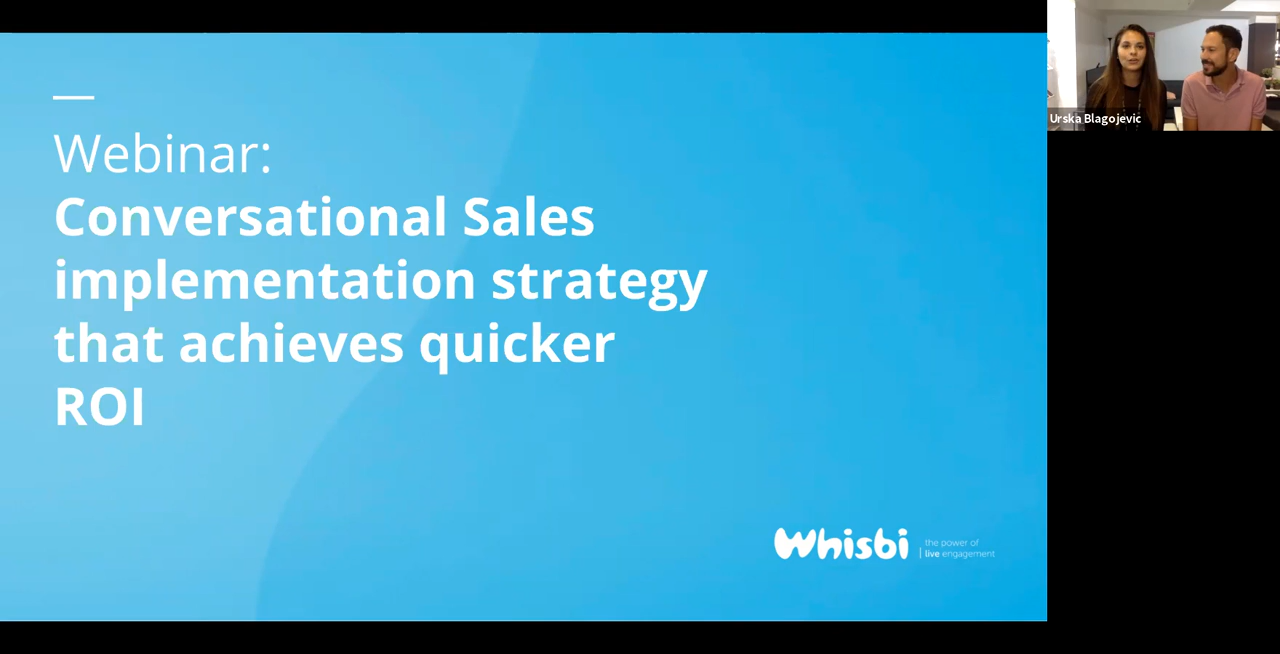 Webinar:
Conversational Sales
implementation strategy
that achieves quicker
ROI
Whisbi
the power of
live engagement
Urska Blagojevic